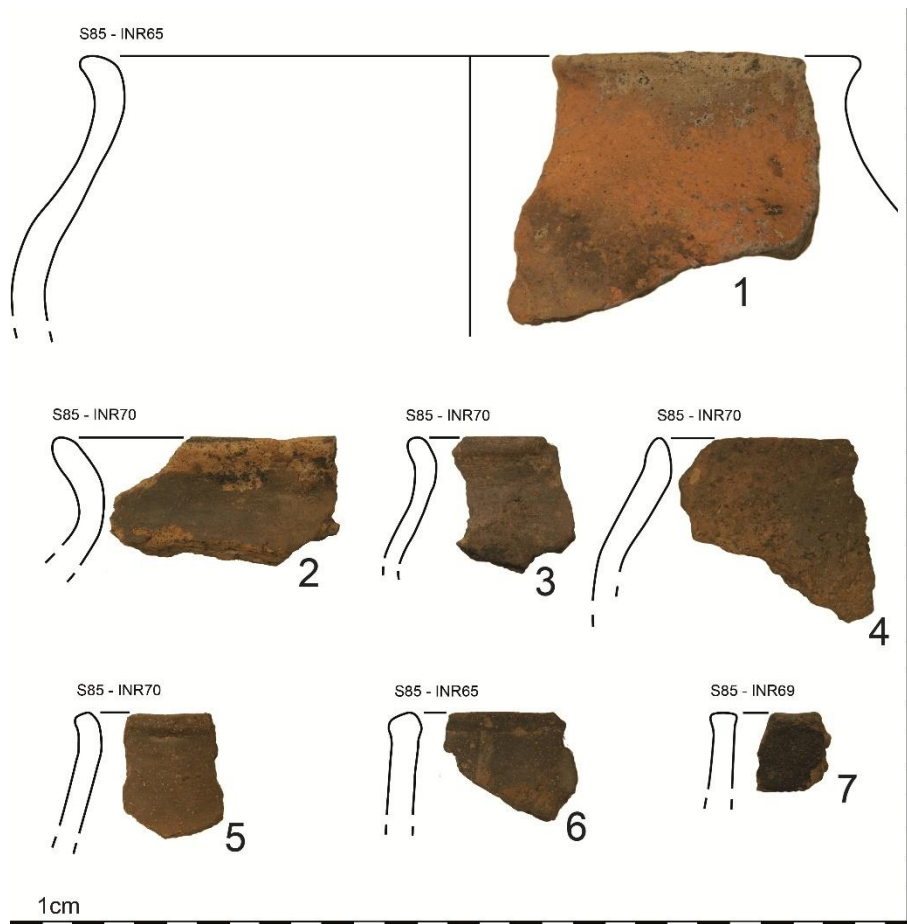 S85 - INR65
1
S85 - INR70
S85 - INR70
S85 - INR70
2
3
4
S85 - INR70
S85 - INR65
S85 - INR69
5
6
7
1cm